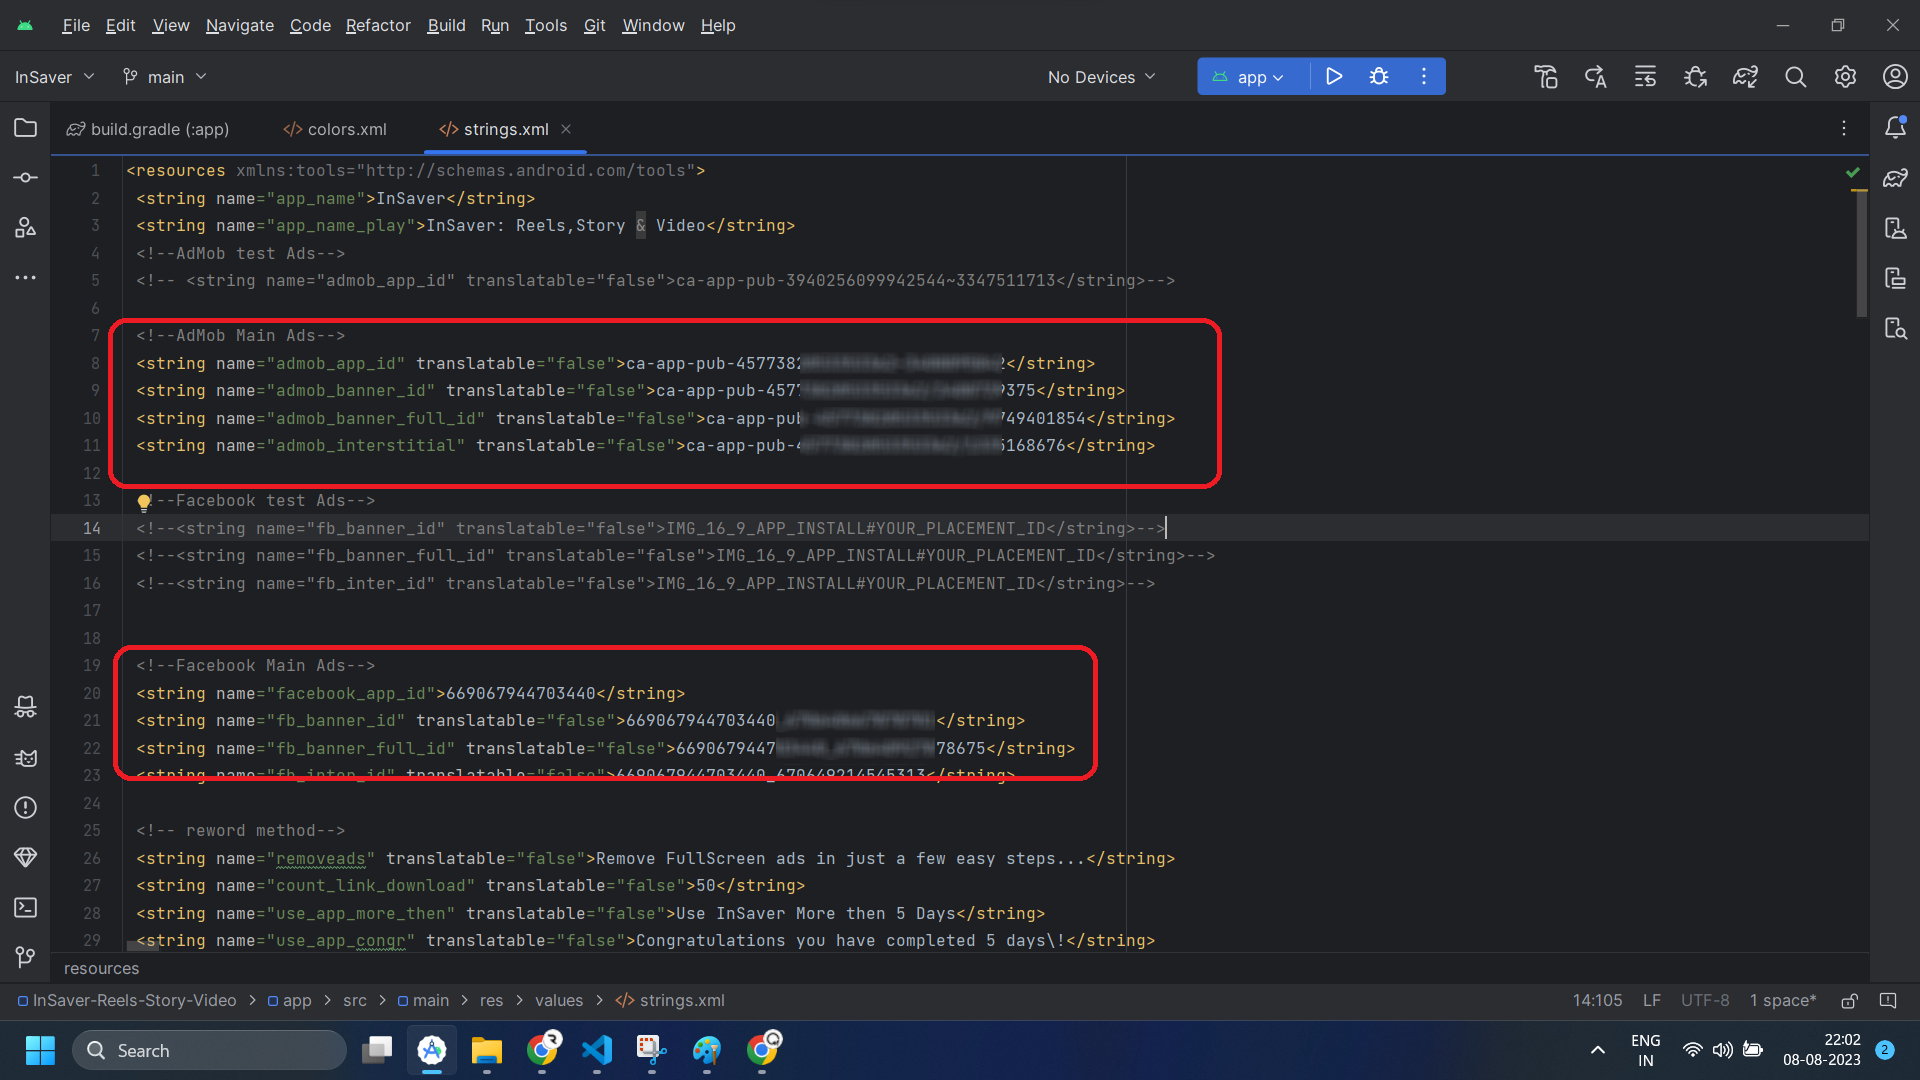 File Edit View Navigate Code Refactor Build Run Tools Git Window Help
InSaver main No Devices app
build.gradle (:app) colors.xml strings.xml
1 <resources xmlns:tools="http://schemas.android.com/tools">
2 <string name="app_name">InSaver</string>
3 <string name="app_name_play">InSaver: Reels,Story & Video</string>
4 <!--AdMob test Ads-->
5 <!-- <string name="admob_app_id" translatable="false">ca-app-pub-3940256099942544~3347511713</string>-->
6
7 <!--AdMob Main Ads-->
8 <string name="admob_app_id" translatable="false">ca-app-pub-4577382 2</string>
9 <string name="admob_banner_id" translatable="false">ca-app-pub-457 9375</string>
10 <string name="admob_banner_full_id" translatable="false">ca-app-pub 749401854</string>
11 <string name="admob_interstitial" translatable="false">ca-app-pub-4 5168676</string>
12
13 !--Facebook test Ads-->
14 <!--<string name="fb_banner_id" translatable="false">IMG_16_9_APP_INSTALL#YOUR_PLACEMENT_ID</string>-->
15 <!--<string name="fb_banner_full_id" translatable="false">IMG_16_9_APP_INSTALL#YOUR_PLACEMENT_ID</string>-->
16 <!--<string name="fb_inter_id" translatable="false">IMG_16_9_APP_INSTALL#YOUR_PLACEMENT_ID</string>-->
17
18
19 <!--Facebook Main Ads-->
20 <string name="facebook_app_id">669067944703440</string>
21 <string name="fb_banner_id" translatable="false">669067944703440 </string>
22 <string name="fb_banner_full_id" translatable="false">6690679447 78675</string>
23 <string name="fb_inter_id" translatable="false">669067944703440_670649214545313</string>
24
25 <!-- reword method-->
26 <string name="removeads" translatable="false">Remove FullScreen ads in just a few easy steps...</string>
27 <string name="count_link_download" translatable="false">50</string>
28 <string name="use_app_more_then" translatable="false">Use InSaver More then 5 Days</string>
29 <string name="use_app_congr" translatable="false">Congratulations you have completed 5 days\!</string>
resources
InSaver-Reels-Story-Video > app > src > main > res > values > strings.xml 14:105 LF UTF-8 1 space*
Search ENG IN 22:02 08-08-2023 2